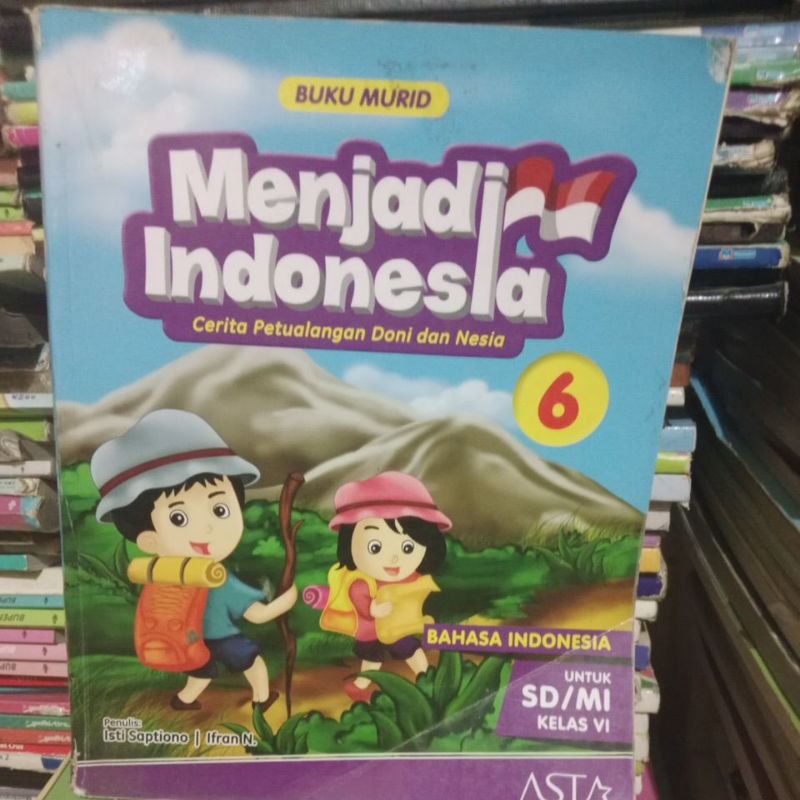 BUKU MURID
Menjadi
Indonesia
Cerita Petualangan Doni dan Nesia
6
BAHASA INDONESIA
UNTUK
SD/MI
KELAS VI
Penulis:
Isti Saptiono | Ifran N.
ASTA